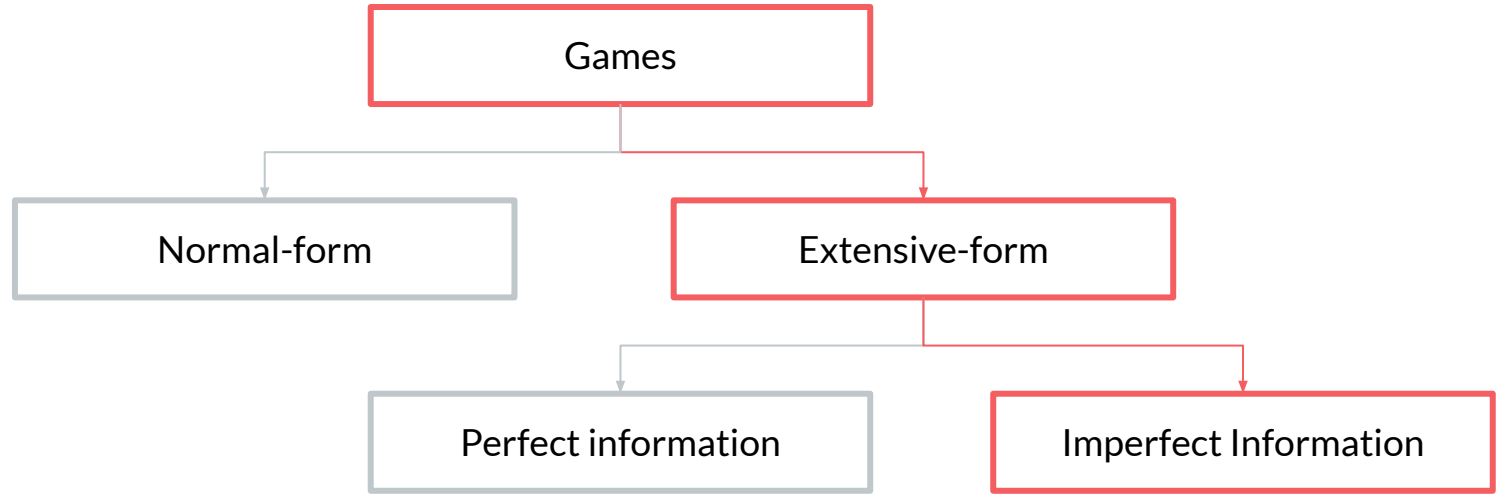 Games
Normal-form
Extensive-form
Perfect information
Imperfect Information